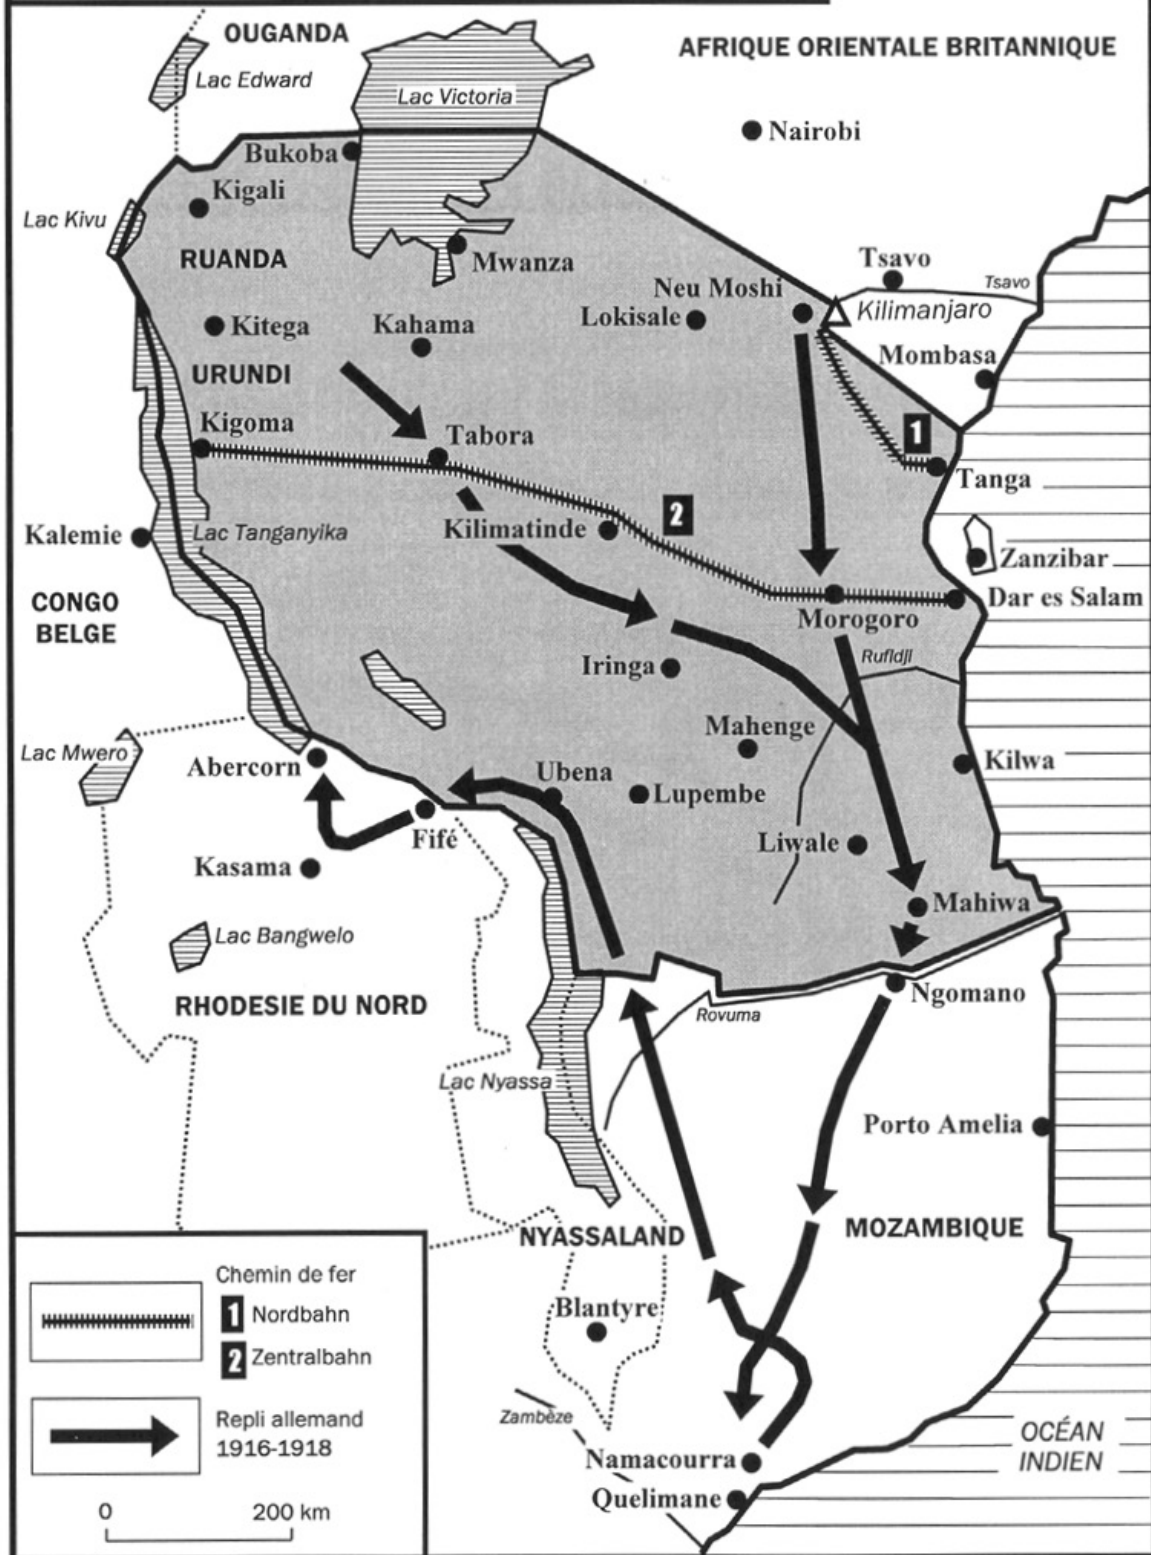 OUGANDA
AFRIQUE ORIENTALE BRITANNIQUE
Lac Edward
Lac Victoria
Nairobi
Bukoba
Kigali
Lac Kivu
RUANDA
Mwanza
Tsavo
Tsavo
Neu Moshi
Kilimanjaro
Lokisale
Kitega
Kahama
Mombasa
URUNDI
Kigoma
Tabora
1
Tanga
2
Kilimatinde
Lac Tanganyika
Kalemie
Zanzibar
Dar es Salam
CONGO
BELGE
Morogoro
Rufidji
Iringa
Mahenge
Lac Mwero
Abercorn
Ubena
Kilwa
Lupembe
Fifé
Liwale
Kasama
Mahiwa
Lac Bangwelo
RHODESIE DU NORD
Ngomano
Rovuma
Lac Nyassa
Porto Amelia
NYASSALAND
MOZAMBIQUE
Blantyre
Zambèze
Namacourra
Quelimane
OCÉAN
INDIEN
Chemin de fer
1 Nordbahn
2 Zentralbahn
Repli allemand
1916-1918
0 200 km